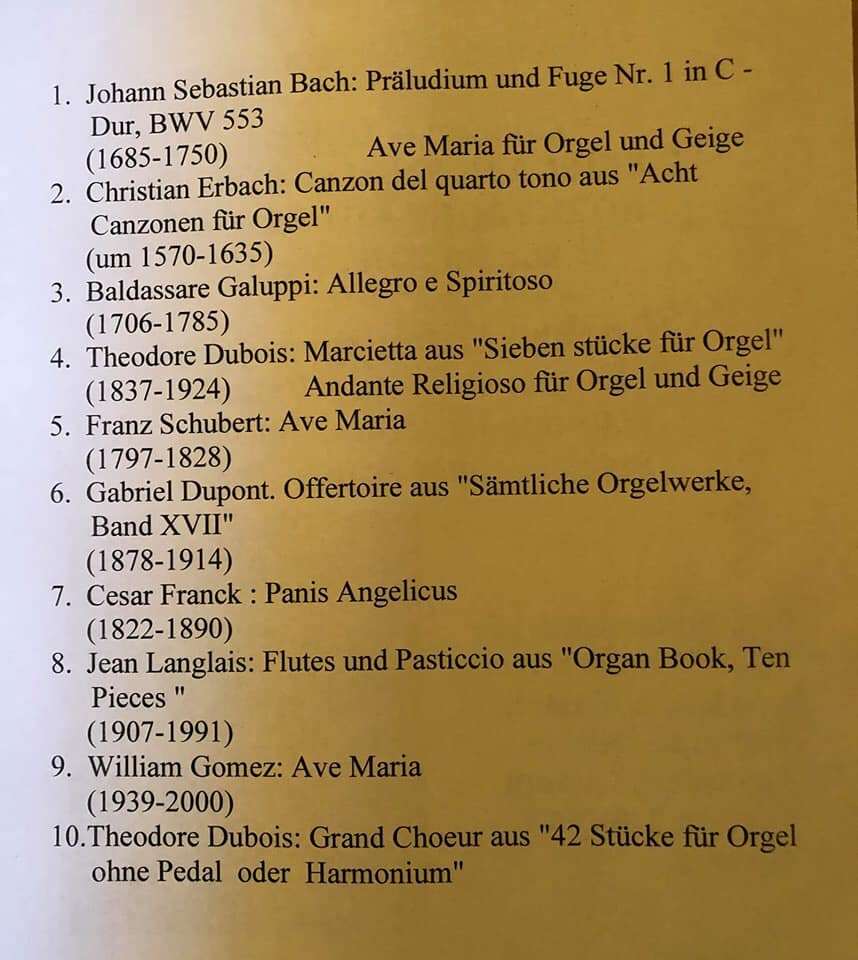 1. Johann Sebastian Bach: Präludium und Fuge Nr. 1 in C -
Dur, BWV 553
(1685-1750) Ave Maria für Orgel und Geige
2. Christian Erbach: Canzon del quarto tono aus "Acht
Canzonen für Orgel"
(um 1570-1635)
3. Baldassare Galuppi: Allegro e Spiritoso
(1706-1785)
4. Theodore Dubois: Marcietta aus "Sieben stücke für Orgel"
(1837-1924) Andante Religioso für Orgel und Geige
5. Franz Schubert: Ave Maria
(1797-1828)
6. Gabriel Dupont. Offertoire aus "Sämtliche Orgelwerke,
Band XVII"
(1878-1914)
7. Cesar Franck : Panis Angelicus
(1822-1890)
8. Jean Langlais: Flutes und Pasticcio aus "Organ Book, Ten
Pieces "
(1907-1991)
9. William Gomez: Ave Maria
(1939-2000)
10.Theodore Dubois: Grand Choeur aus "42 Stücke für Orgel
ohne Pedal oder Harmonium"